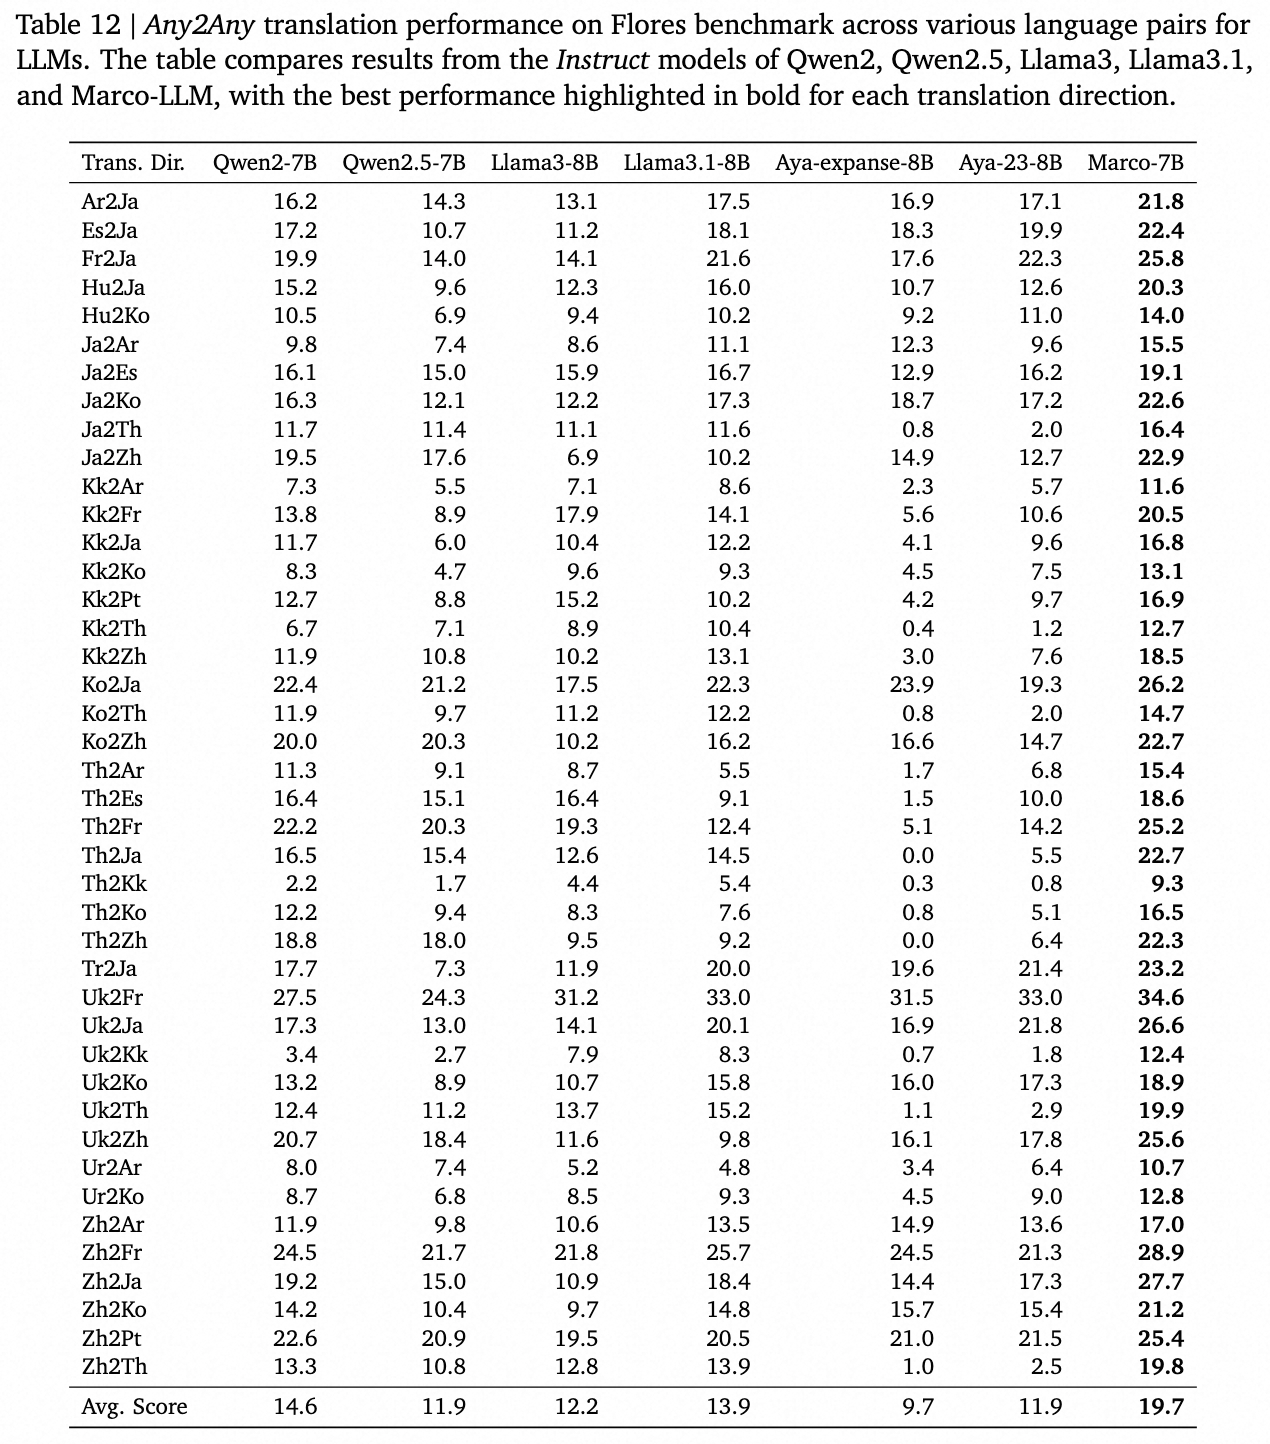 Table 12 | Any2Any translation performance on Flores benchmark across various language pairs for
LLMs. The table compares results from the Instruct models of Qwen2, Qwen2.5, Llama3, Llama3.1,
and Marco-LLM, with the best performance highlighted in bold for each translation direction.
Trans. Dir. Qwen2-7B Qwen2.5-7B Llama3-8B Llama3.1-8B Aya-expanse-8B Aya-23-8B Marco-7B
Ar2Ja 16.2 14.3 13.1 17.5 16.9 17.1 21.8
Es2Ja 17.2 10.7 11.2 18.1 18.3 19.9 22.4
Fr2Ja 19.9 14.0 14.1 21.6 17.6 22.3 25.8
Hu2Ja 15.2 9.6 12.3 16.0 10.7 12.6 20.3
Hu2Ko 10.5 6.9 9.4 10.2 9.2 11.0 14.0
Ja2Ar 9.8 7.4 8.6 11.1 12.3 9.6 15.5
Ja2Es 16.1 15.0 15.9 16.7 12.9 16.2 19.1
Ja2Ko 16.3 12.1 12.2 17.3 18.7 17.2 22.6
Ja2Th 11.7 11.4 11.1 11.6 0.8 2.0 16.4
Ja2Zh 19.5 17.6 6.9 10.2 14.9 12.7 22.9
Kk2Ar 7.3 5.5 7.1 8.6 2.3 5.7 11.6
Kk2Fr 13.8 8.9 17.9 14.1 5.6 10.6 20.5
Kk2Ja 11.7 6.0 10.4 12.2 4.1 9.6 16.8
Kk2Ko 8.3 4.7 9.6 9.3 4.5 7.5 13.1
Kk2Pt 12.7 8.8 15.2 10.2 4.2 9.7 16.9
Kk2Th 6.7 7.1 8.9 10.4 0.4 1.2 12.7
Kk2Zh 11.9 10.8 10.2 13.1 3.0 7.6 18.5
Ko2Ja 22.4 21.2 17.5 22.3 23.9 19.3 26.2
Ko2Th 11.9 9.7 11.2 12.2 0.8 2.0 14.7
Ko2Zh 20.0 20.3 10.2 16.2 16.6 14.7 22.7
Th2Ar 11.3 9.1 8.7 5.5 1.7 6.8 15.4
Th2Es 16.4 15.1 16.4 9.1 1.5 10.0 18.6
Th2Fr 22.2 20.3 19.3 12.4 5.1 14.2 25.2
Th2Ja 16.5 15.4 12.6 14.5 0.0 5.5 22.7
Th2Kk 2.2 1.7 4.4 5.4 0.3 0.8 9.3
Th2Ko 12.2 9.4 8.3 7.6 0.8 5.1 16.5
Th2Zh 18.8 18.0 9.5 9.2 0.0 6.4 22.3
Tr2Ja 17.7 7.3 11.9 20.0 19.6 21.4 23.2
Uk2Fr 27.5 24.3 31.2 33.0 31.5 33.0 34.6
Uk2Ja 17.3 13.0 14.1 20.1 16.9 21.8 26.6
Uk2Kk 3.4 2.7 7.9 8.3 0.7 1.8 12.4
Uk2Ko 13.2 8.9 10.7 15.8 16.0 17.3 18.9
Uk2Th 12.4 11.2 13.7 15.2 1.1 2.9 19.9
Uk2Zh 20.7 18.4 11.6 9.8 16.1 17.8 25.6
Ur2Ar 8.0 7.4 5.2 4.8 3.4 6.4 10.7
Ur2Ko 8.7 6.8 8.5 9.3 4.5 9.0 12.8
Zh2Ar 11.9 9.8 10.6 13.5 14.9 13.6 17.0
Zh2Fr 24.5 21.7 21.8 25.7 24.5 21.3 28.9
Zh2Ja 19.2 15.0 10.9 18.4 14.4 17.3 27.7
Zh2Ko 14.2 10.4 9.7 14.8 15.7 15.4 21.2
Zh2Pt 22.6 20.9 19.5 20.5 21.0 21.5 25.4
Zh2Th 13.3 10.8 12.8 13.9 1.0 2.5 19.8
Avg. Score 14.6 11.9 12.2 13.9 9.7 11.9 19.7